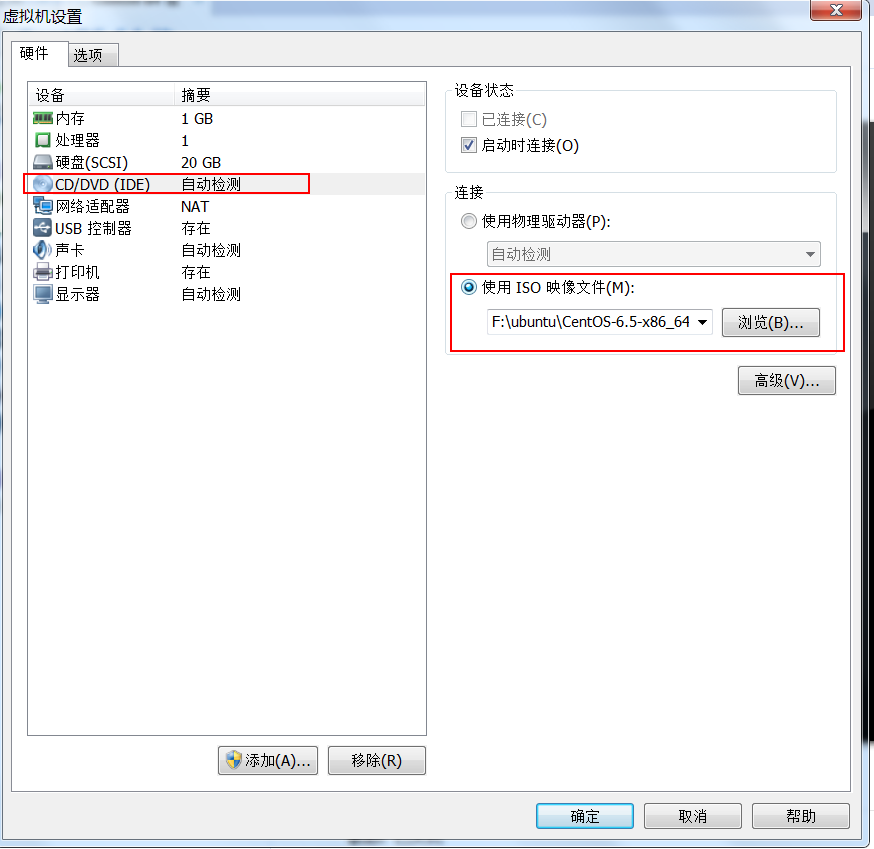 虚拟机设置
硬件 选项
设备 摘要
内存 1 GB
处理器 1
硬盘(SCSI) 20 GB
CD/DVD (IDE) 自动检测
网络适配器 NAT
USB 控制器 存在
声卡 自动检测
打印机 存在
显示器 自动检测
添加(A)... 移除(R)
设备状态
已连接(C)
启动时连接(O)
连接
使用物理驱动器(P):
自动检测
使用 ISO 映像文件(M):
F:\ubuntu\CentOS-6.5-x86_64 浏览(B)...
高级(V)...
确定 取消 帮助